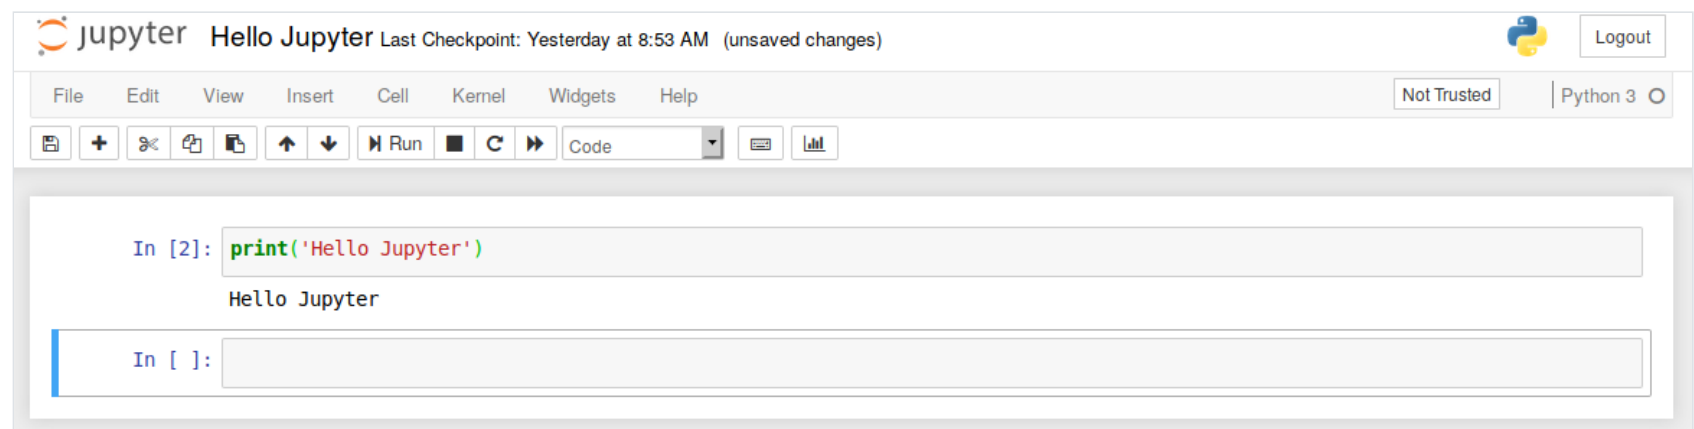 jupyter Hello Jupyter Last Checkpoint: Yesterday at 8:53 AM (unsaved changes) Logout
File Edit View Insert Cell Kernel Widgets Help Not Trusted Python 3
Run Code
In [2]: print('Hello Jupyter')
Hello Jupyter
In [ ]: